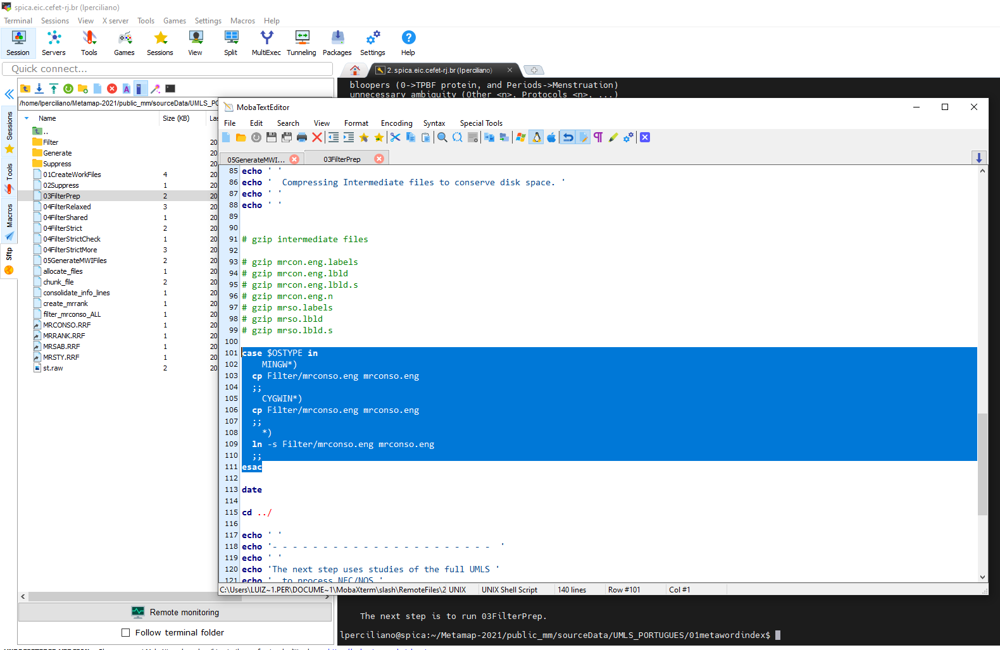 spica.eic.cefet-rj.br (lperciliano)
Terminal Sessions View X server Tools Games Settings Macros Help
Session Servers Tools Games Sessions View Split MultiExec Tunneling Packages Settings Help
Quick connect...
2. spica.eic.cefet-rj.br (lperciliano)
bloopers (0->TPBF protein, and Periods->Menstruation)
unnecessary ambiguity (Other <n>, Protocols <n>, ...)
Sessions
Tools
Macros
Sftp
/home/lperciliano/Metamap-2021/public_mm/sourceData/UMLS_PO
Name Size (KB) Las
..
Filter 20
Generate 20
Suppress 20
01CreateWorkFiles 4 20
02Suppress 1 20
03FilterPrep 2 20
04FilterRelaxed 3 20
04FilterShared 1 20
04FilterStrict 2 20
04FilterStrictCheck 1 20
04FilterStrictMore 3 20
05GenerateMWIFiles 2 20
allocate_files 1 20
chunk_file 2 20
consolidate_info_lines 1 20
create_mrrank 1 20
filter_mrconso_ALL 1 20
MRCONSO.RRF 1 20
MRRANK.RRF 1 20
MRSAB.RRF 1 20
MRSTY.RRF 1 20
st.raw 2 20
Remote monitoring
Follow terminal folder
MobaTextEditor
File Edit Search View Format Encoding Syntax Special Tools
05GenerateMWI... 03FilterPrep
85 echo ' '
86 echo '  Compressing Intermediate files to conserve disk space. '
87 echo ' '
88 echo ' '
89
90
91 # gzip intermediate files
92
93 # gzip mrcon.eng.labels
94 # gzip mrcon.eng.lbld
95 # gzip mrcon.eng.lbld.s
96 # gzip mrcon.eng.n
97 # gzip mrso.labels
98 # gzip mrso.lbld
99 # gzip mrso.lbld.s
100
101 case $OSTYPE in
102     MINGW*)
103   cp Filter/mrconso.eng mrconso.eng
104   ;;
105     CYGWIN*)
106   cp Filter/mrconso.eng mrconso.eng
107   ;;
108     *)
109   ln -s Filter/mrconso.eng mrconso.eng
110   ;;
111 esac
112
113 date
114
115 cd ../
116
117 echo ' '
118 echo '- - - - - - - - - - - - - - - - - - - - - -  '
119 echo ' '
120 echo 'The next step uses studies of the full UMLS '
121 echo '  to process NEC/NOS '
C:\Users\LUIZ~1.PER\DOCUME~1\MobaXterm\slash\RemoteFiles\2 UNIX UNIX Shell Script 140 lines Row #101 Col #1
The next step is to run 03FilterPrep.
lperciliano@spica:~/Metamap-2021/public_mm/sourceData/UMLS_PORTUGUES/01metawordindex$